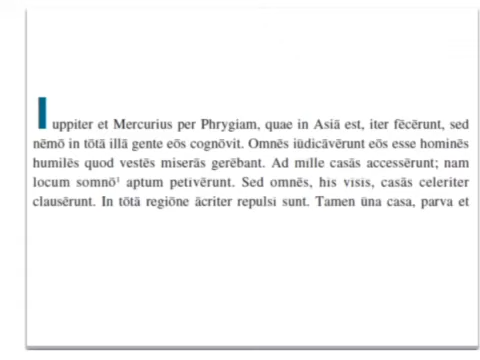 Iuppiter et Mercurius per Phrygiam, quae in Asiā est, iter fēcērunt, sed
nēmō in tōtā illā gente eōs cognōvit. Omnēs iūdicāvērunt eōs esse hominēs
humilēs quod vestēs miserās gerēbant. Ad mille casās accessērunt; nam
locum somnō¹ aptum petivērunt. Sed omnēs, his visis, casās celeriter
clausērunt. In tōtā regiōne ācriter repulsi sunt. Tamen ūna casa, parva et